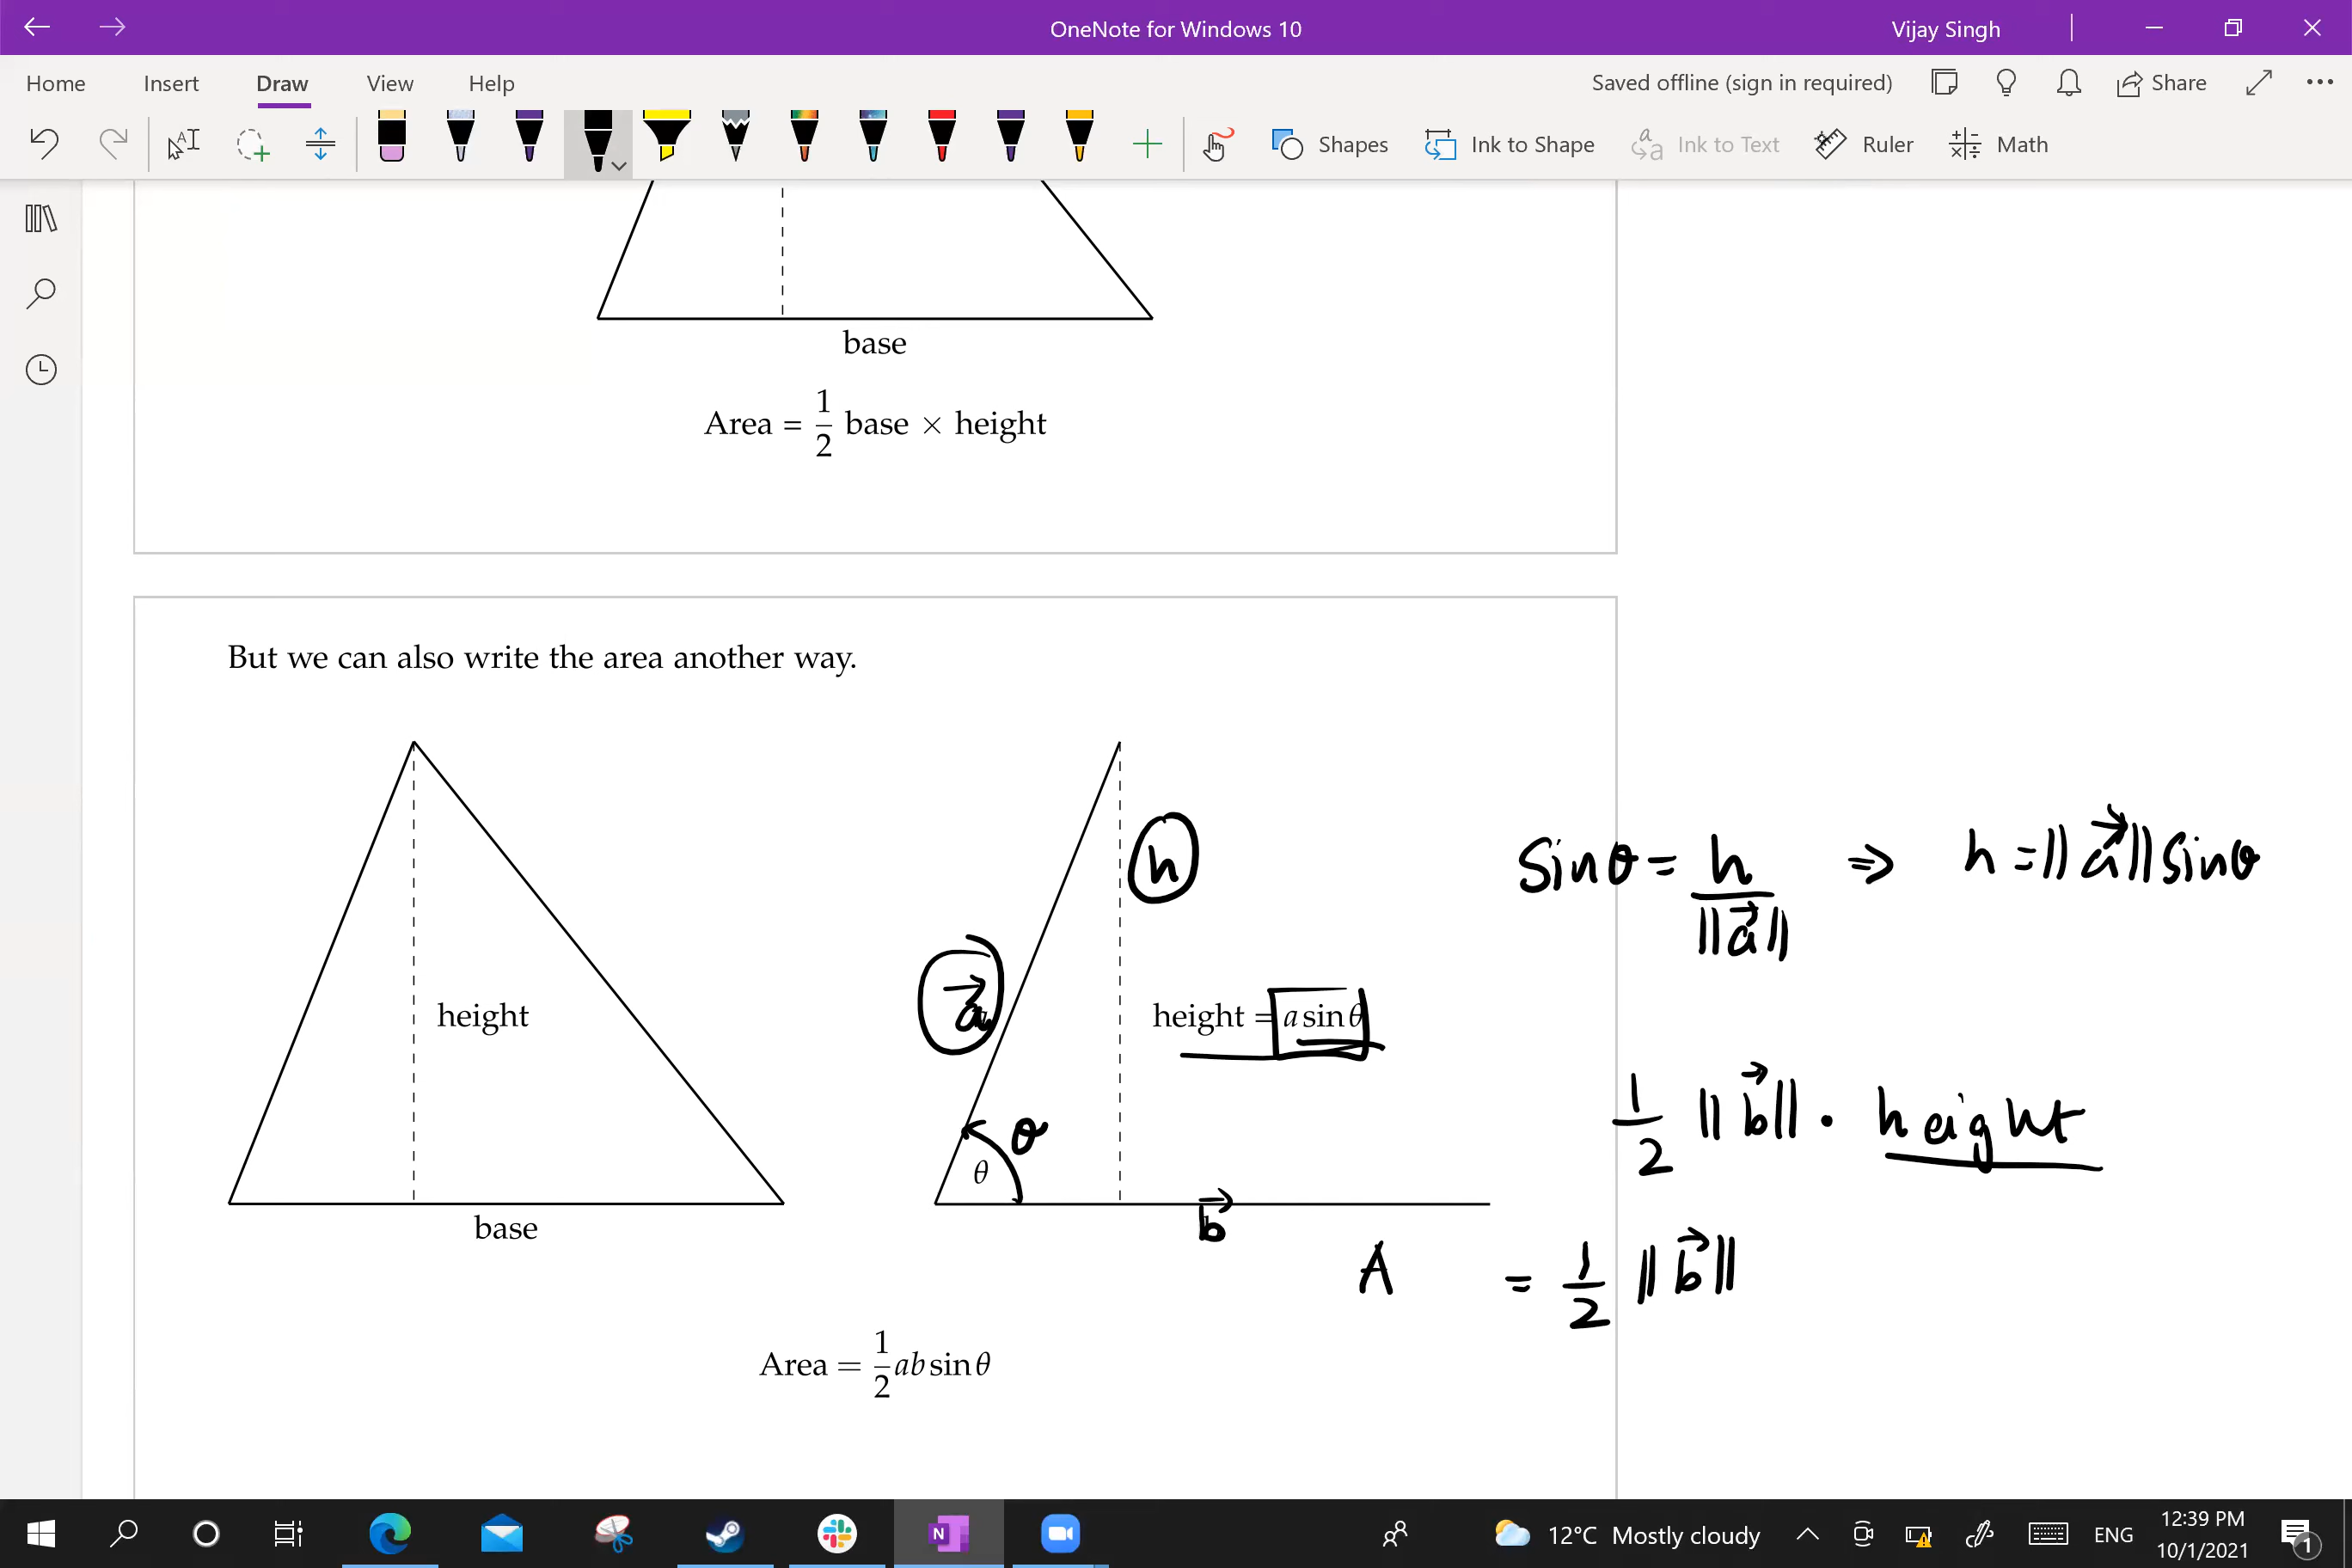 OneNote for Windows 10
Vijay Singh
Home Insert Draw View Help
Saved offline (sign in required) Share
Shapes Ink to Shape Ink to Text Ruler Math
base
Area = 1/2 base × height
But we can also write the area another way.
h
sin θ = h/||a⃗|| ⇒ h = ||a⃗|| sin θ
a⃗
height
height = a sin θ
1/2 ||b⃗|| · height
θ
θ
base
b⃗
A = 1/2 ||b⃗||
Area = 1/2 ab sin θ
12°C Mostly cloudy
ENG
12:39 PM
10/1/2021
1